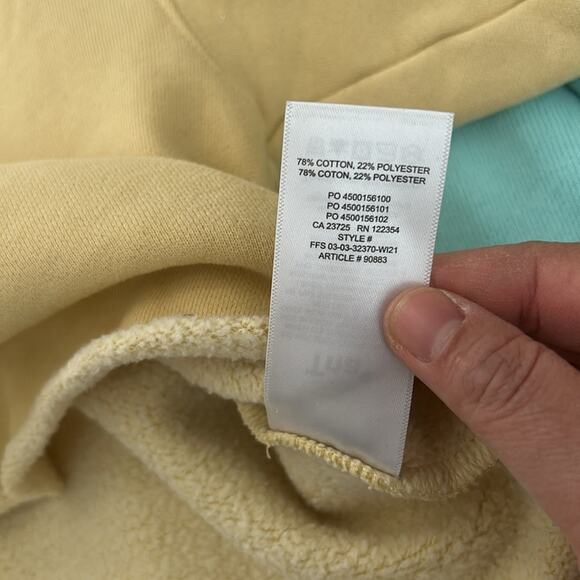 78% COTTON, 22% POLYESTER
78% COTON, 22% POLYESTER
PO 4500156100
PO 4500156101
PO 4500156102
CA 23725 RN 122354
STYLE #
FFS 03-03-32370-WI21
ARTICLE # 90883